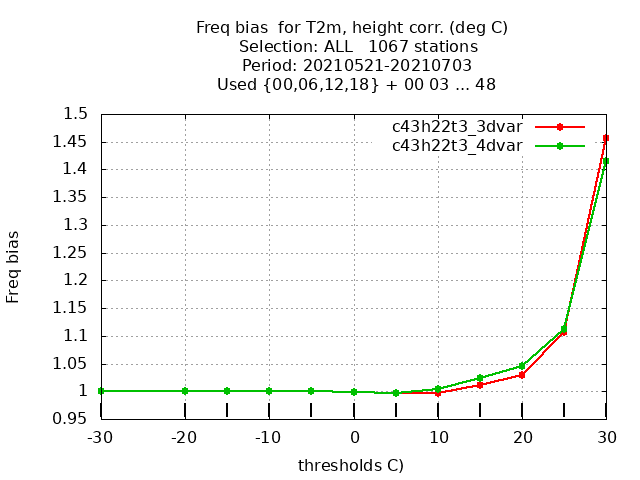 Freq bias  for T2m, height corr. (deg C)
Selection: ALL   1067 stations
Period: 20210521-20210703
Used {00,06,12,18} + 00 03 ... 48
c43h22t3_3dvar
c43h22t3_4dvar
Freq bias
1.5
1.45
1.4
1.35
1.3
1.25
1.2
1.15
1.1
1.05
1
0.95
-30 -20 -10 0 10 20 30
thresholds C)